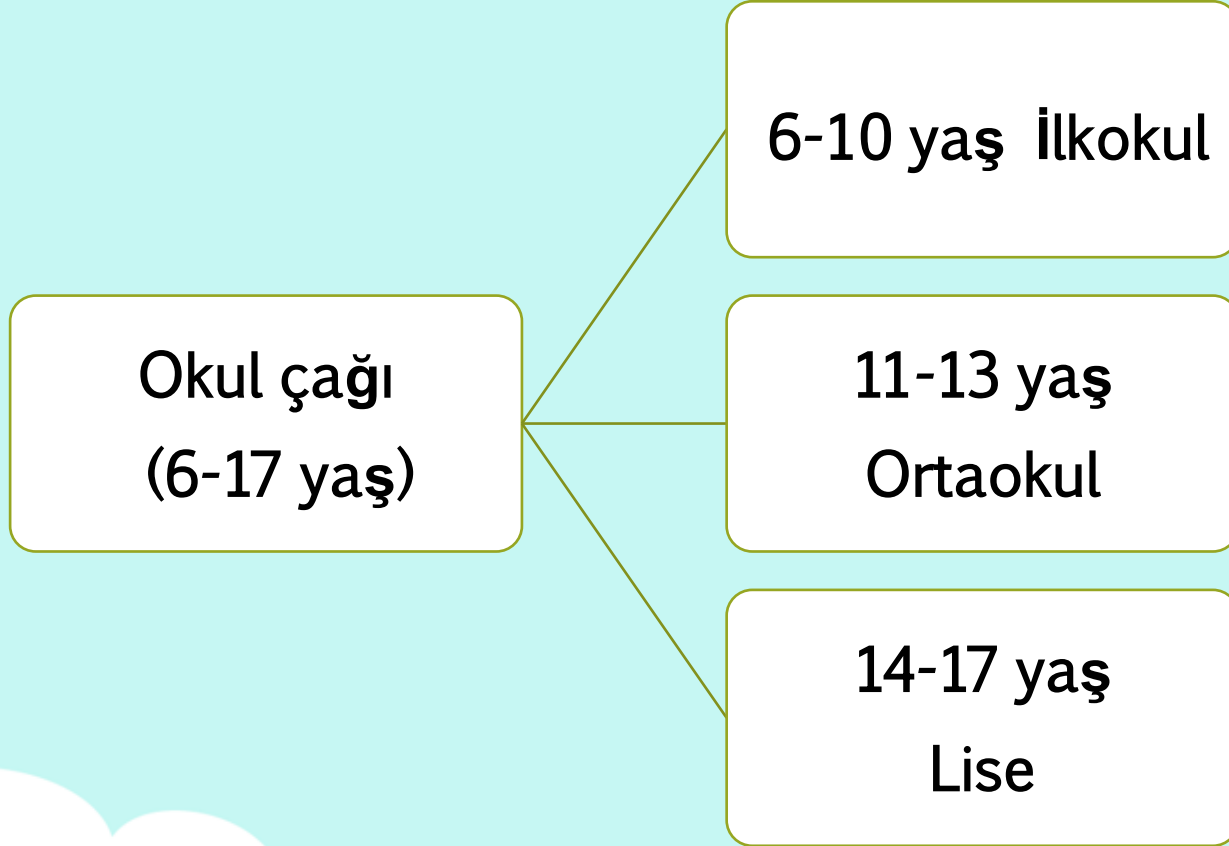 Okul çağı
(6-17 yaş)
6-10 yaş İlkokul
11-13 yaş
Ortaokul
14-17 yaş
Lise